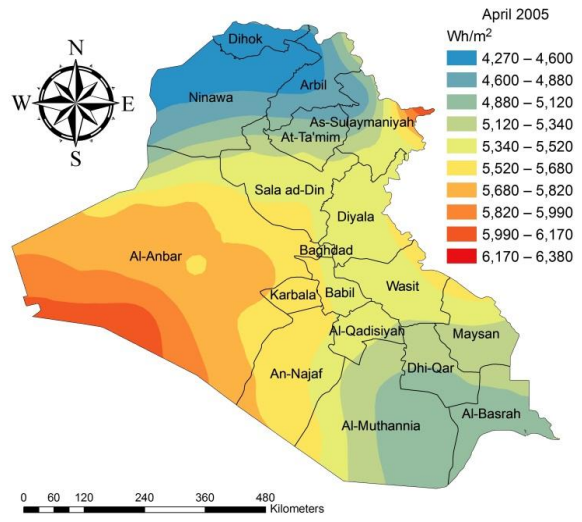 April 2005
Wh/m²
4,270 – 4,600
4,600 – 4,880
4,880 – 5,120
5,120 – 5,340
5,340 – 5,520
5,520 – 5,680
5,680 – 5,820
5,820 – 5,990
5,990 – 6,170
6,170 – 6,380
N
W E
S
Dihok
Ninawa
Arbil
As-Sulaymaniyah
At-Ta'mim
Sala ad-Din
Diyala
Al-Anbar
Baghdad
Karbala
Babil
Wasit
Al-Qadisiyah
Maysan
An-Najaf
Dhi-Qar
Al-Muthannia
Al-Basrah
0 30 60 120 240 360 480
Kilometers